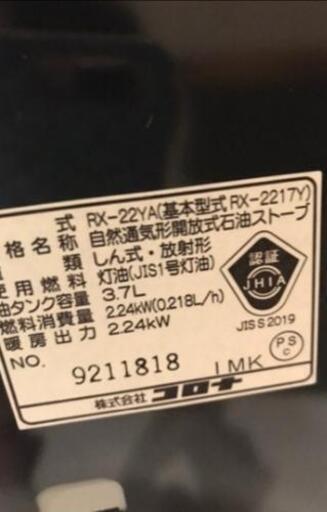 式 RX-22YA(基本型式 RX-2217Y)
格名称 自然通気形開放式石油ストーブ
類 しん式・放射形
使用燃料 灯油(JIS1号灯油)
油タンク容量 3.7L
燃料消費量 2.24kW(0.218L/h)
暖房出力 2.24kW
NO. 9211818 IMK
認証
JHIA
JIS S 2019
PS
C
株式会社 コロナ